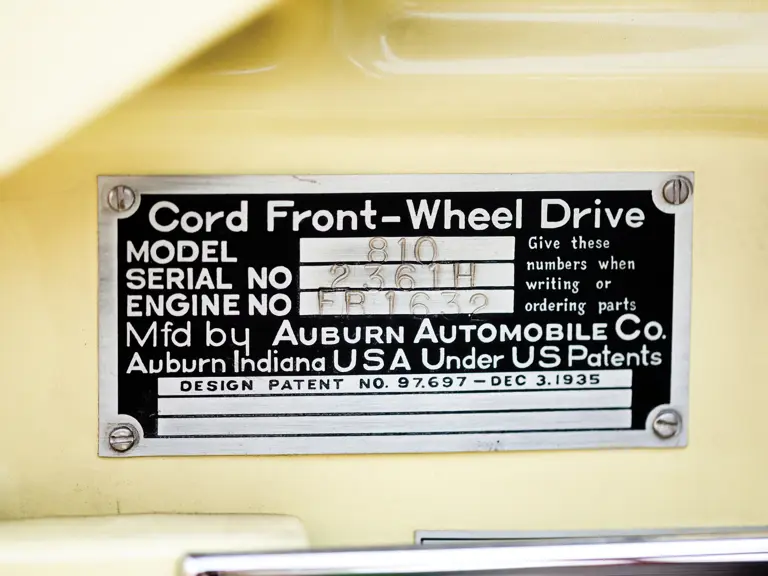 Cord Front-Wheel Drive
MODEL 810
SERIAL NO 2361H
ENGINE NO FB1632
Give these
numbers when
writing or
ordering parts
Mfd by AUBURN AUTOMOBILE CO.
Auburn Indiana USA Under US Patents
DESIGN PATENT NO. 97.697-DEC 3.1935